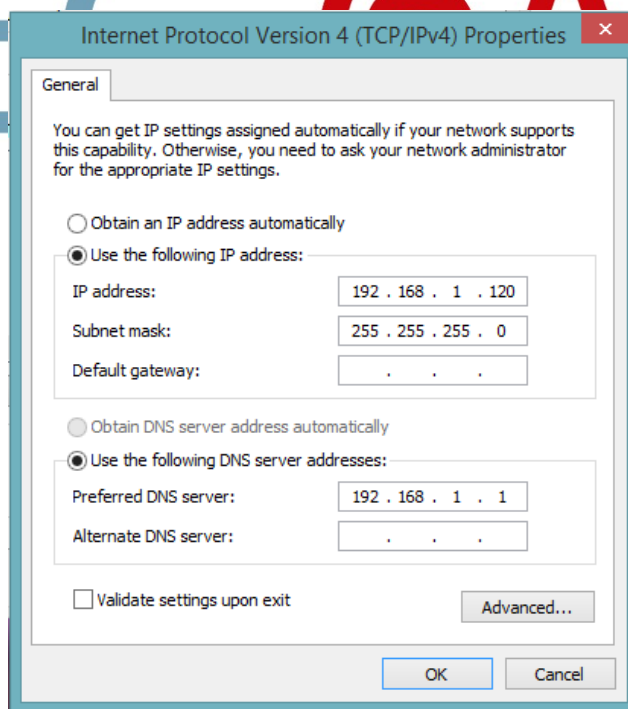 Internet Protocol Version 4 (TCP/IPv4) Properties
General
You can get IP settings assigned automatically if your network supports
this capability. Otherwise, you need to ask your network administrator
for the appropriate IP settings.
Obtain an IP address automatically
Use the following IP address:
IP address: 192 . 168 . 1 . 120
Subnet mask: 255 . 255 . 255 . 0
Default gateway: . . .
Obtain DNS server address automatically
Use the following DNS server addresses:
Preferred DNS server: 192 . 168 . 1 . 1
Alternate DNS server: . . .
Validate settings upon exit
Advanced...
OK Cancel